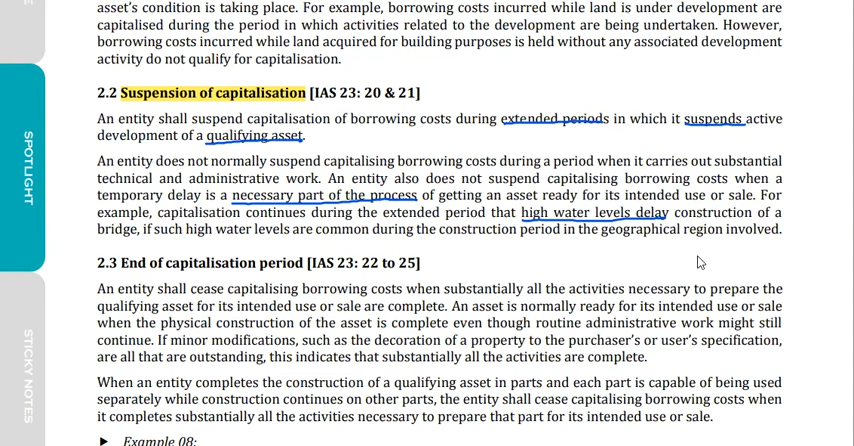 asset's condition is taking place. For example, borrowing costs incurred while land is under development are
capitalised during the period in which activities related to the development are being undertaken. However,
borrowing costs incurred while land acquired for building purposes is held without any associated development
activity do not qualify for capitalisation.
2.2 Suspension of capitalisation [IAS 23: 20 & 21]
An entity shall suspend capitalisation of borrowing costs during extended periods in which it suspends active
development of a qualifying asset.
An entity does not normally suspend capitalising borrowing costs during a period when it carries out substantial
technical and administrative work. An entity also does not suspend capitalising borrowing costs when a
temporary delay is a necessary part of the process of getting an asset ready for its intended use or sale. For
example, capitalisation continues during the extended period that high water levels delay construction of a
bridge, if such high water levels are common during the construction period in the geographical region involved.
2.3 End of capitalisation period [IAS 23: 22 to 25]
An entity shall cease capitalising borrowing costs when substantially all the activities necessary to prepare the
qualifying asset for its intended use or sale are complete. An asset is normally ready for its intended use or sale
when the physical construction of the asset is complete even though routine administrative work might still
continue. If minor modifications, such as the decoration of a property to the purchaser's or user's specification,
are all that are outstanding, this indicates that substantially all the activities are complete.
When an entity completes the construction of a qualifying asset in parts and each part is capable of being used
separately while construction continues on other parts, the entity shall cease capitalising borrowing costs when
it completes substantially all the activities necessary to prepare that part for its intended use or sale.
Example 08:
SPOTLIGHT
STICKY NOTES